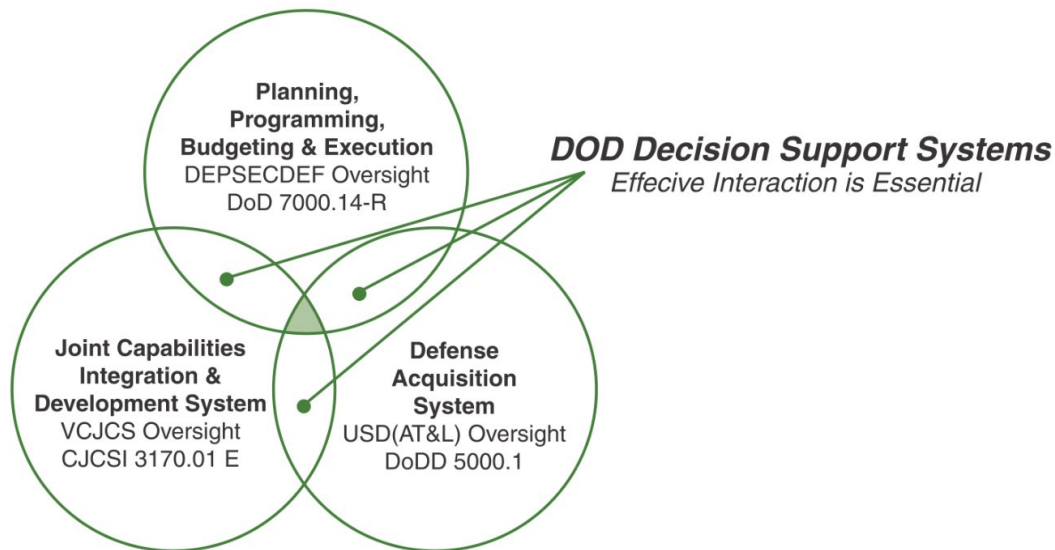 Planning,
Programming,
Budgeting & Execution
DEPSECDEF Oversight
DoD 7000.14-R
DOD Decision Support Systems
Effecive Interaction is Essential
Joint Capabilities
Integration &
Development System
VCJCS Oversight
CJCSI 3170.01 E
Defense
Acquisition
System
USD(AT&L) Oversight
DoDD 5000.1